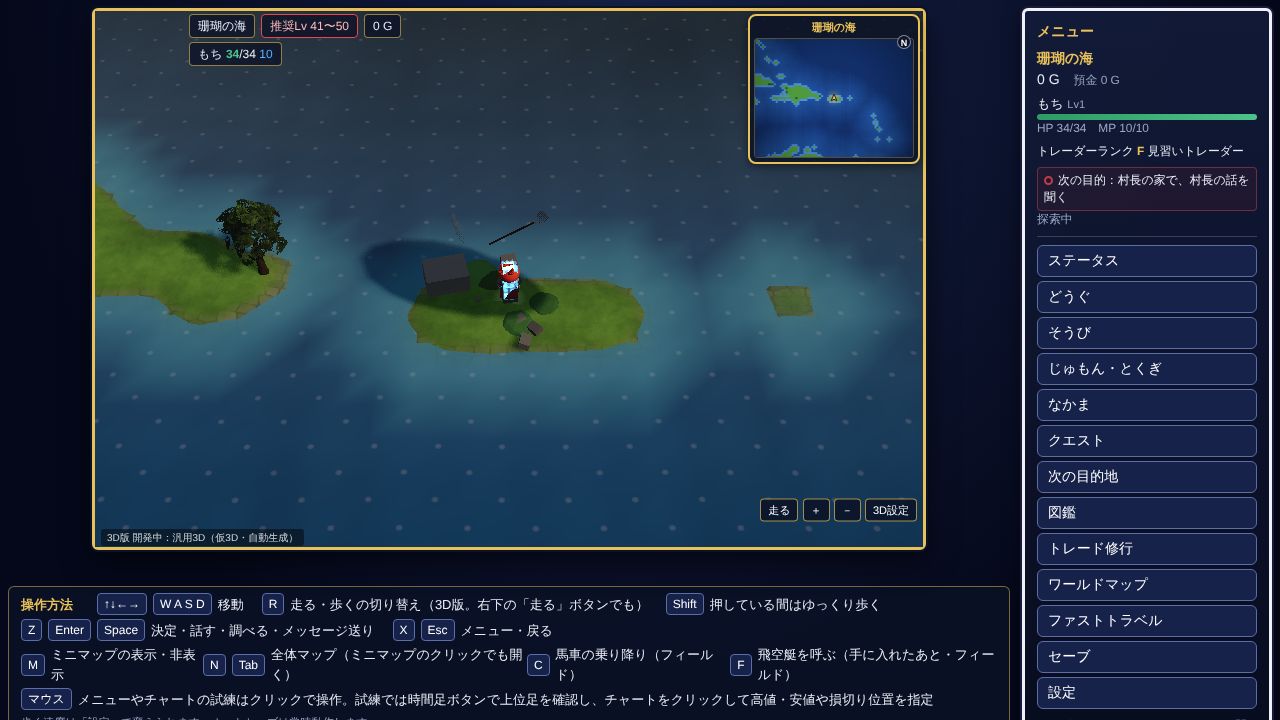 珊瑚の海 推奨Lv 41〜50 0 G
もち 34/34 10
珊瑚の海
N
走る ＋ － 3D設定
3D版 開発中：汎用3D（仮3D・自動生成）
操作方法 ↑↓←→ W A S D 移動 R 走る・歩くの切り替え（3D版。右下の「走る」ボタンでも） Shift 押している間はゆっくり歩く
Z Enter Space 決定・話す・調べる・メッセージ送り X Esc メニュー・戻る
M ミニマップの表示・非表示 N Tab 全体マップ（ミニマップのクリックでも開く） C 馬車の乗り降り（フィールド） F 飛空艇を呼ぶ（手に入れたあと・フィールド）
マウス メニューやチャートの試練はクリックで操作。試練では時間足ボタンで上位足を確認し、チャートをクリックして高値・安値や損切り位置を指定
メニュー
珊瑚の海
0 G 預金 0 G
もち Lv1
HP 34/34 MP 10/10
トレーダーランク F 見習いトレーダー
次の目的：村長の家で、村長の話を
聞く
探索中
ステータス
どうぐ
そうび
じゅもん・とくぎ
なかま
クエスト
次の目的地
図鑑
トレード修行
ワールドマップ
ファストトラベル
セーブ
設定